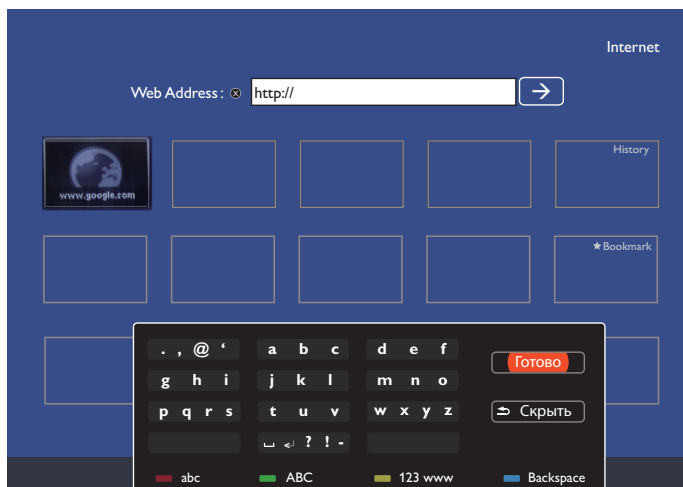 Internet
Web Address : http://
www.google.com
History
Bookmark
. , @ ‘ a b c d e f
Готово
g h i j k l m n o
p q r s t u v w x y z
Скрыть
? ! -
abc ABC 123 www Backspace